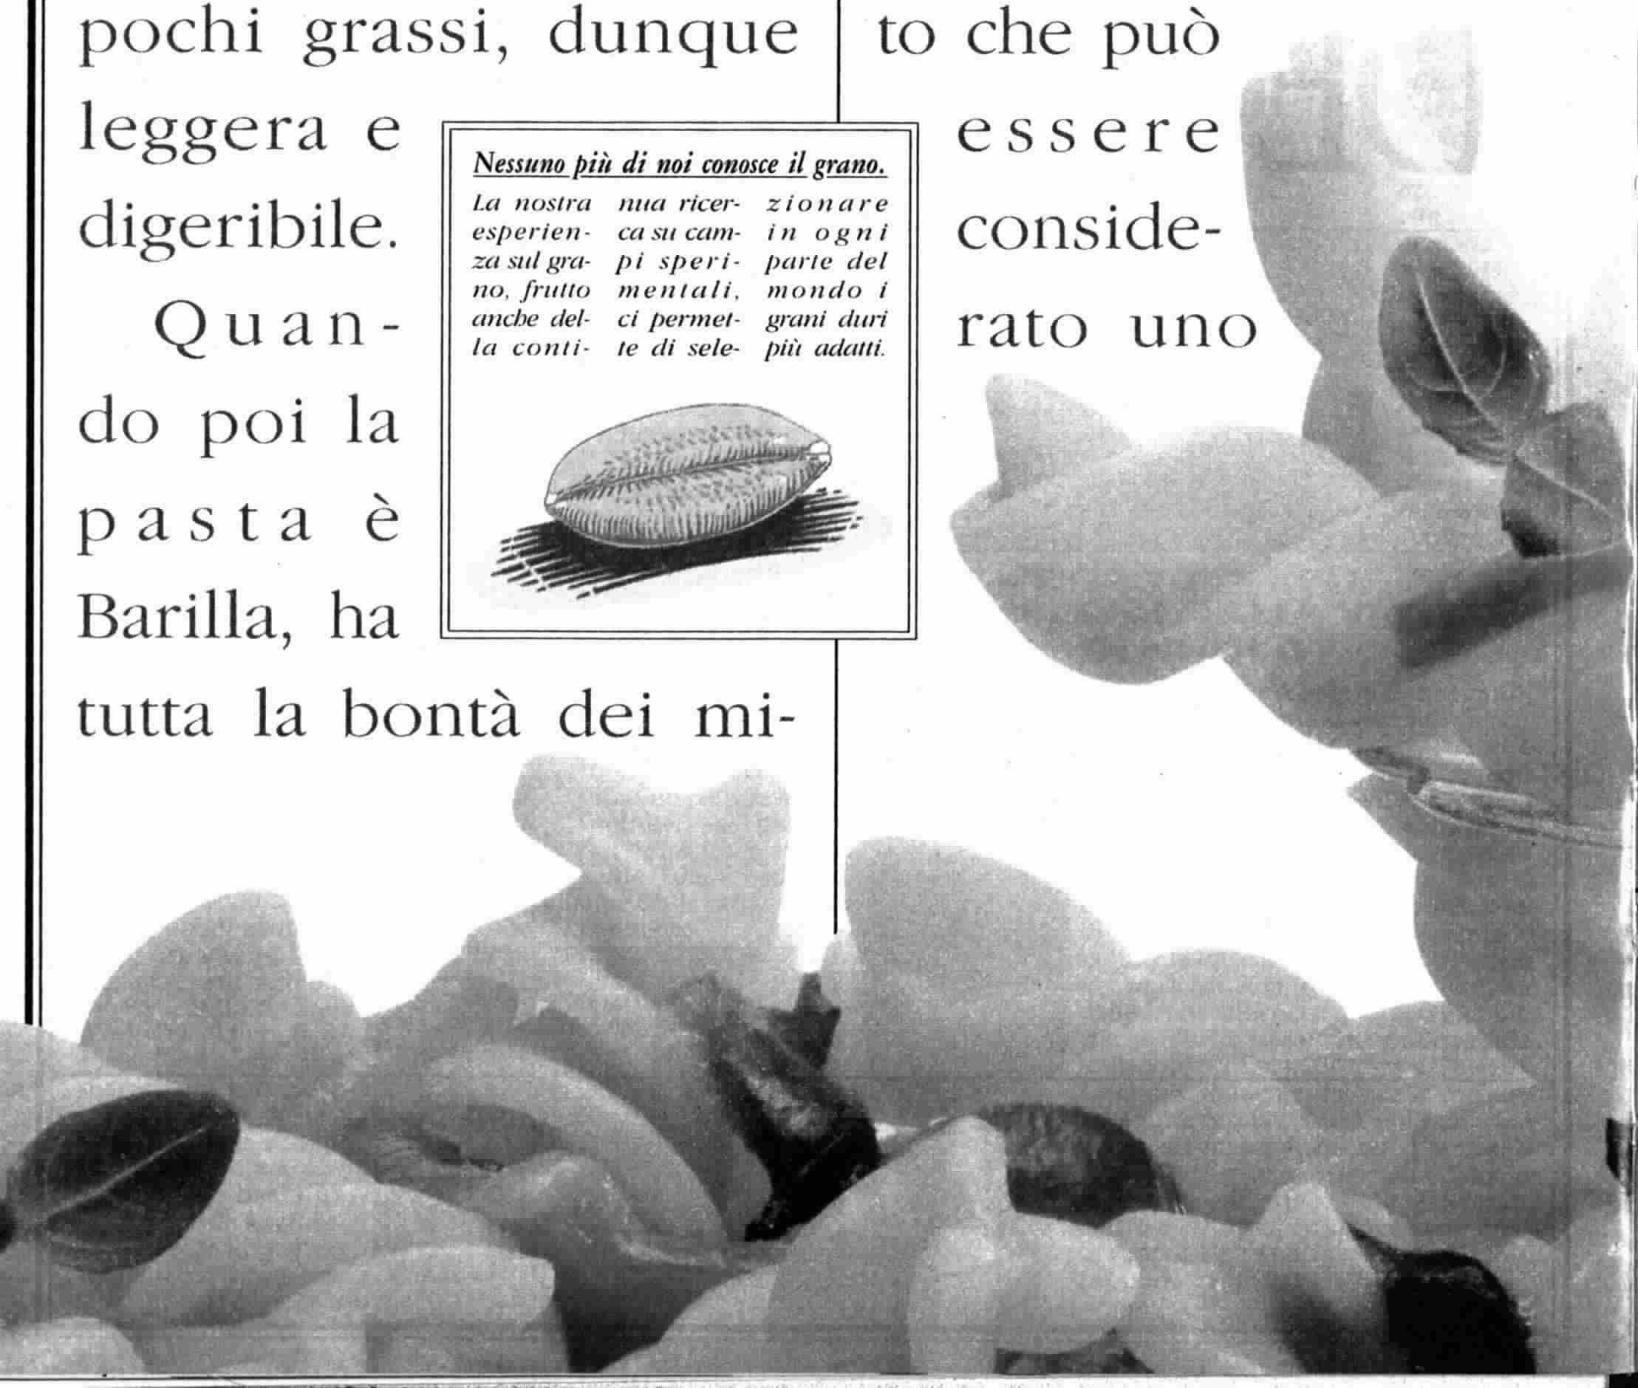 pochi grassi, dunque
leggera e
digeribile.
Quan-
do poi la
pasta è
Barilla, ha
tutta la bontà dei mi-
Nessuno più di noi conosce il grano.
La nostra
esperien-
za sul gra-
no, frutto
anche del-
la conti-
nua ricer-
ca su cam-
pi speri-
mentali,
ci permet-
te di sele-
zionare
in ogni
parte del
mondo i
grani duri
più adatti.
to che può
essere
conside-
rato uno